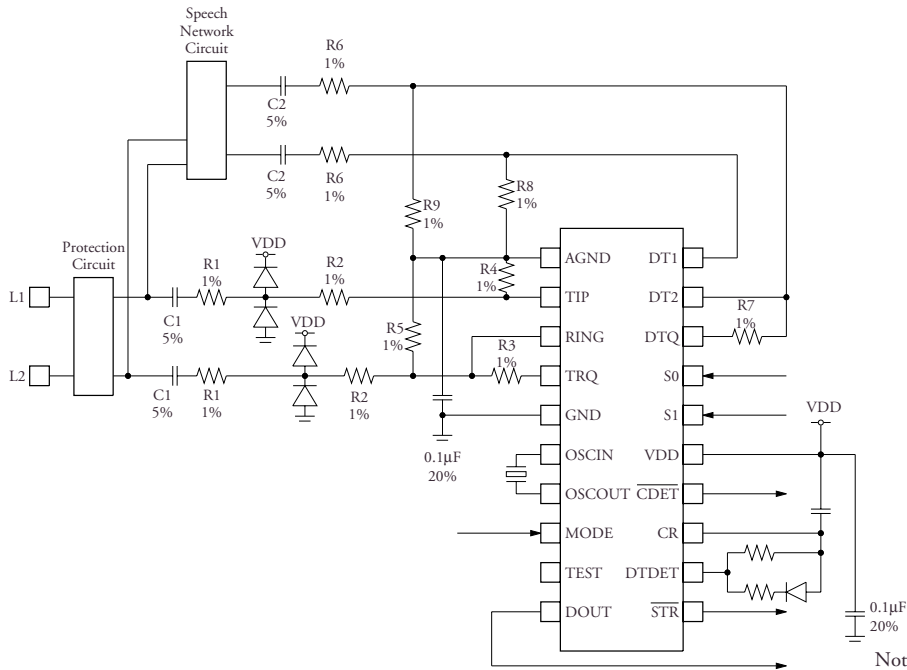 Speech
Network
Circuit
R6
1%
C2
5%
C2
5%
R6
1%
R9
1%
R8
1%
Protection
Circuit
VDD
R1
1%
R2
1%
R4
1%
L1
C1
5%
VDD
R5
1%
R3
1%
L2
C1
5%
R1
1%
R2
1%
0.1µF
20%
AGND
DT1
TIP
DT2
R7
1%
RING
DTQ
TRQ
S0
GND
S1
VDD
OSCIN
VDD
OSCOUT
CDET
MODE
CR
TEST
DTDET
DOUT
STR
0.1µF
20%
Not